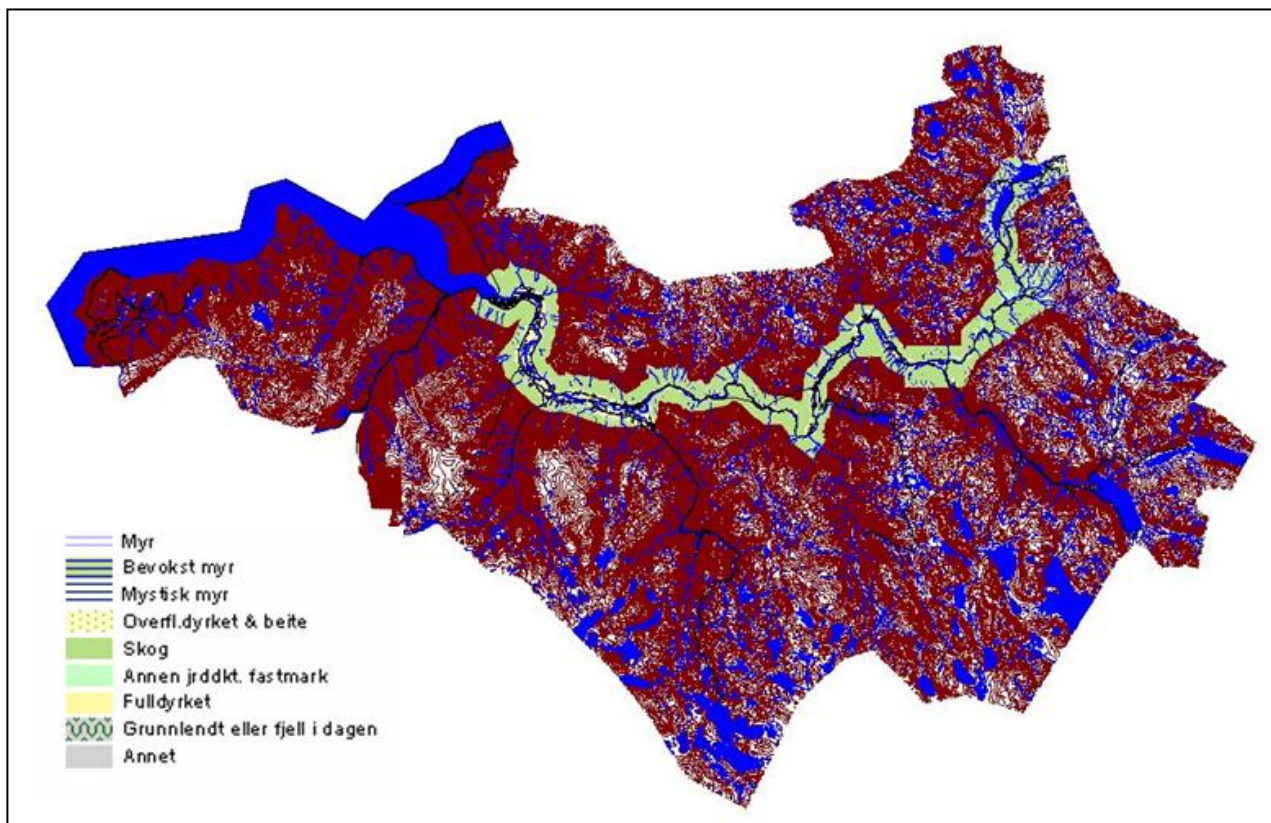 Myr
Bevokst myr
Mystisk myr
Overfl.dyrket & beite
Skog
Annen jrddkt. fastmark
Fulldyrket
Grunnlendt eller fjell i dagen
Annet